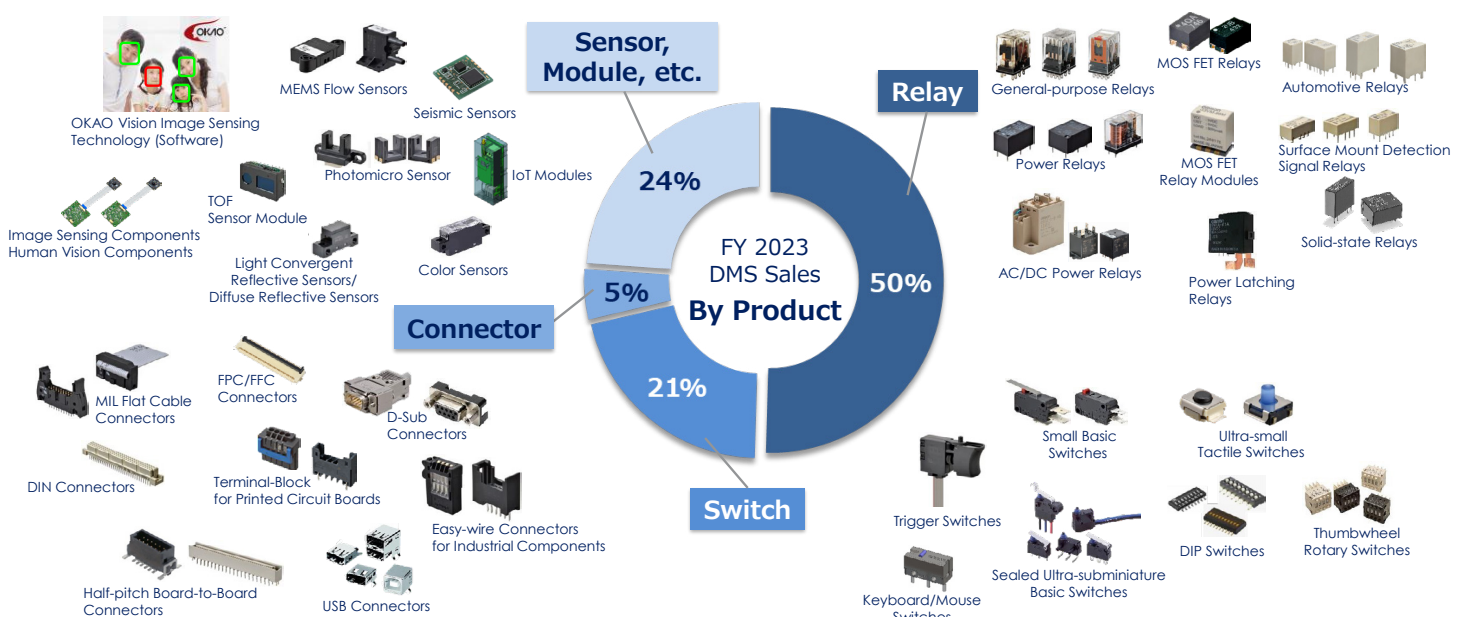 OKAO
OKAO Vision Image Sensing
Technology (Software)
MEMS Flow Sensors
Seismic Sensors
Photomicro Sensor
IoT Modules
TOF
Sensor Module
Image Sensing Components
Human Vision Components
Light Convergent
Reflective Sensors/
Diffuse Reflective Sensors
Color Sensors
Sensor,
Module, etc.
24%
Relay
50%
FY 2023
DMS Sales
By Product
5%
Connector
21%
Switch
General-purpose Relays
MOS FET Relays
Automotive Relays
Power Relays
MOS FET
Relay Modules
Surface Mount Detection
Signal Relays
AC/DC Power Relays
Power Latching
Relays
Solid-state Relays
MIL Flat Cable
Connectors
FPC/FFC
Connectors
D-Sub
Connectors
DIN Connectors
Terminal-Block
for Printed Circuit Boards
Easy-wire Connectors
for Industrial Components
Half-pitch Board-to-Board
Connectors
USB Connectors
Small Basic
Switches
Ultra-small
Tactile Switches
Trigger Switches
Sealed Ultra-subminiature
Basic Switches
DIP Switches
Thumbwheel
Rotary Switches
Keyboard/Mouse
Switches